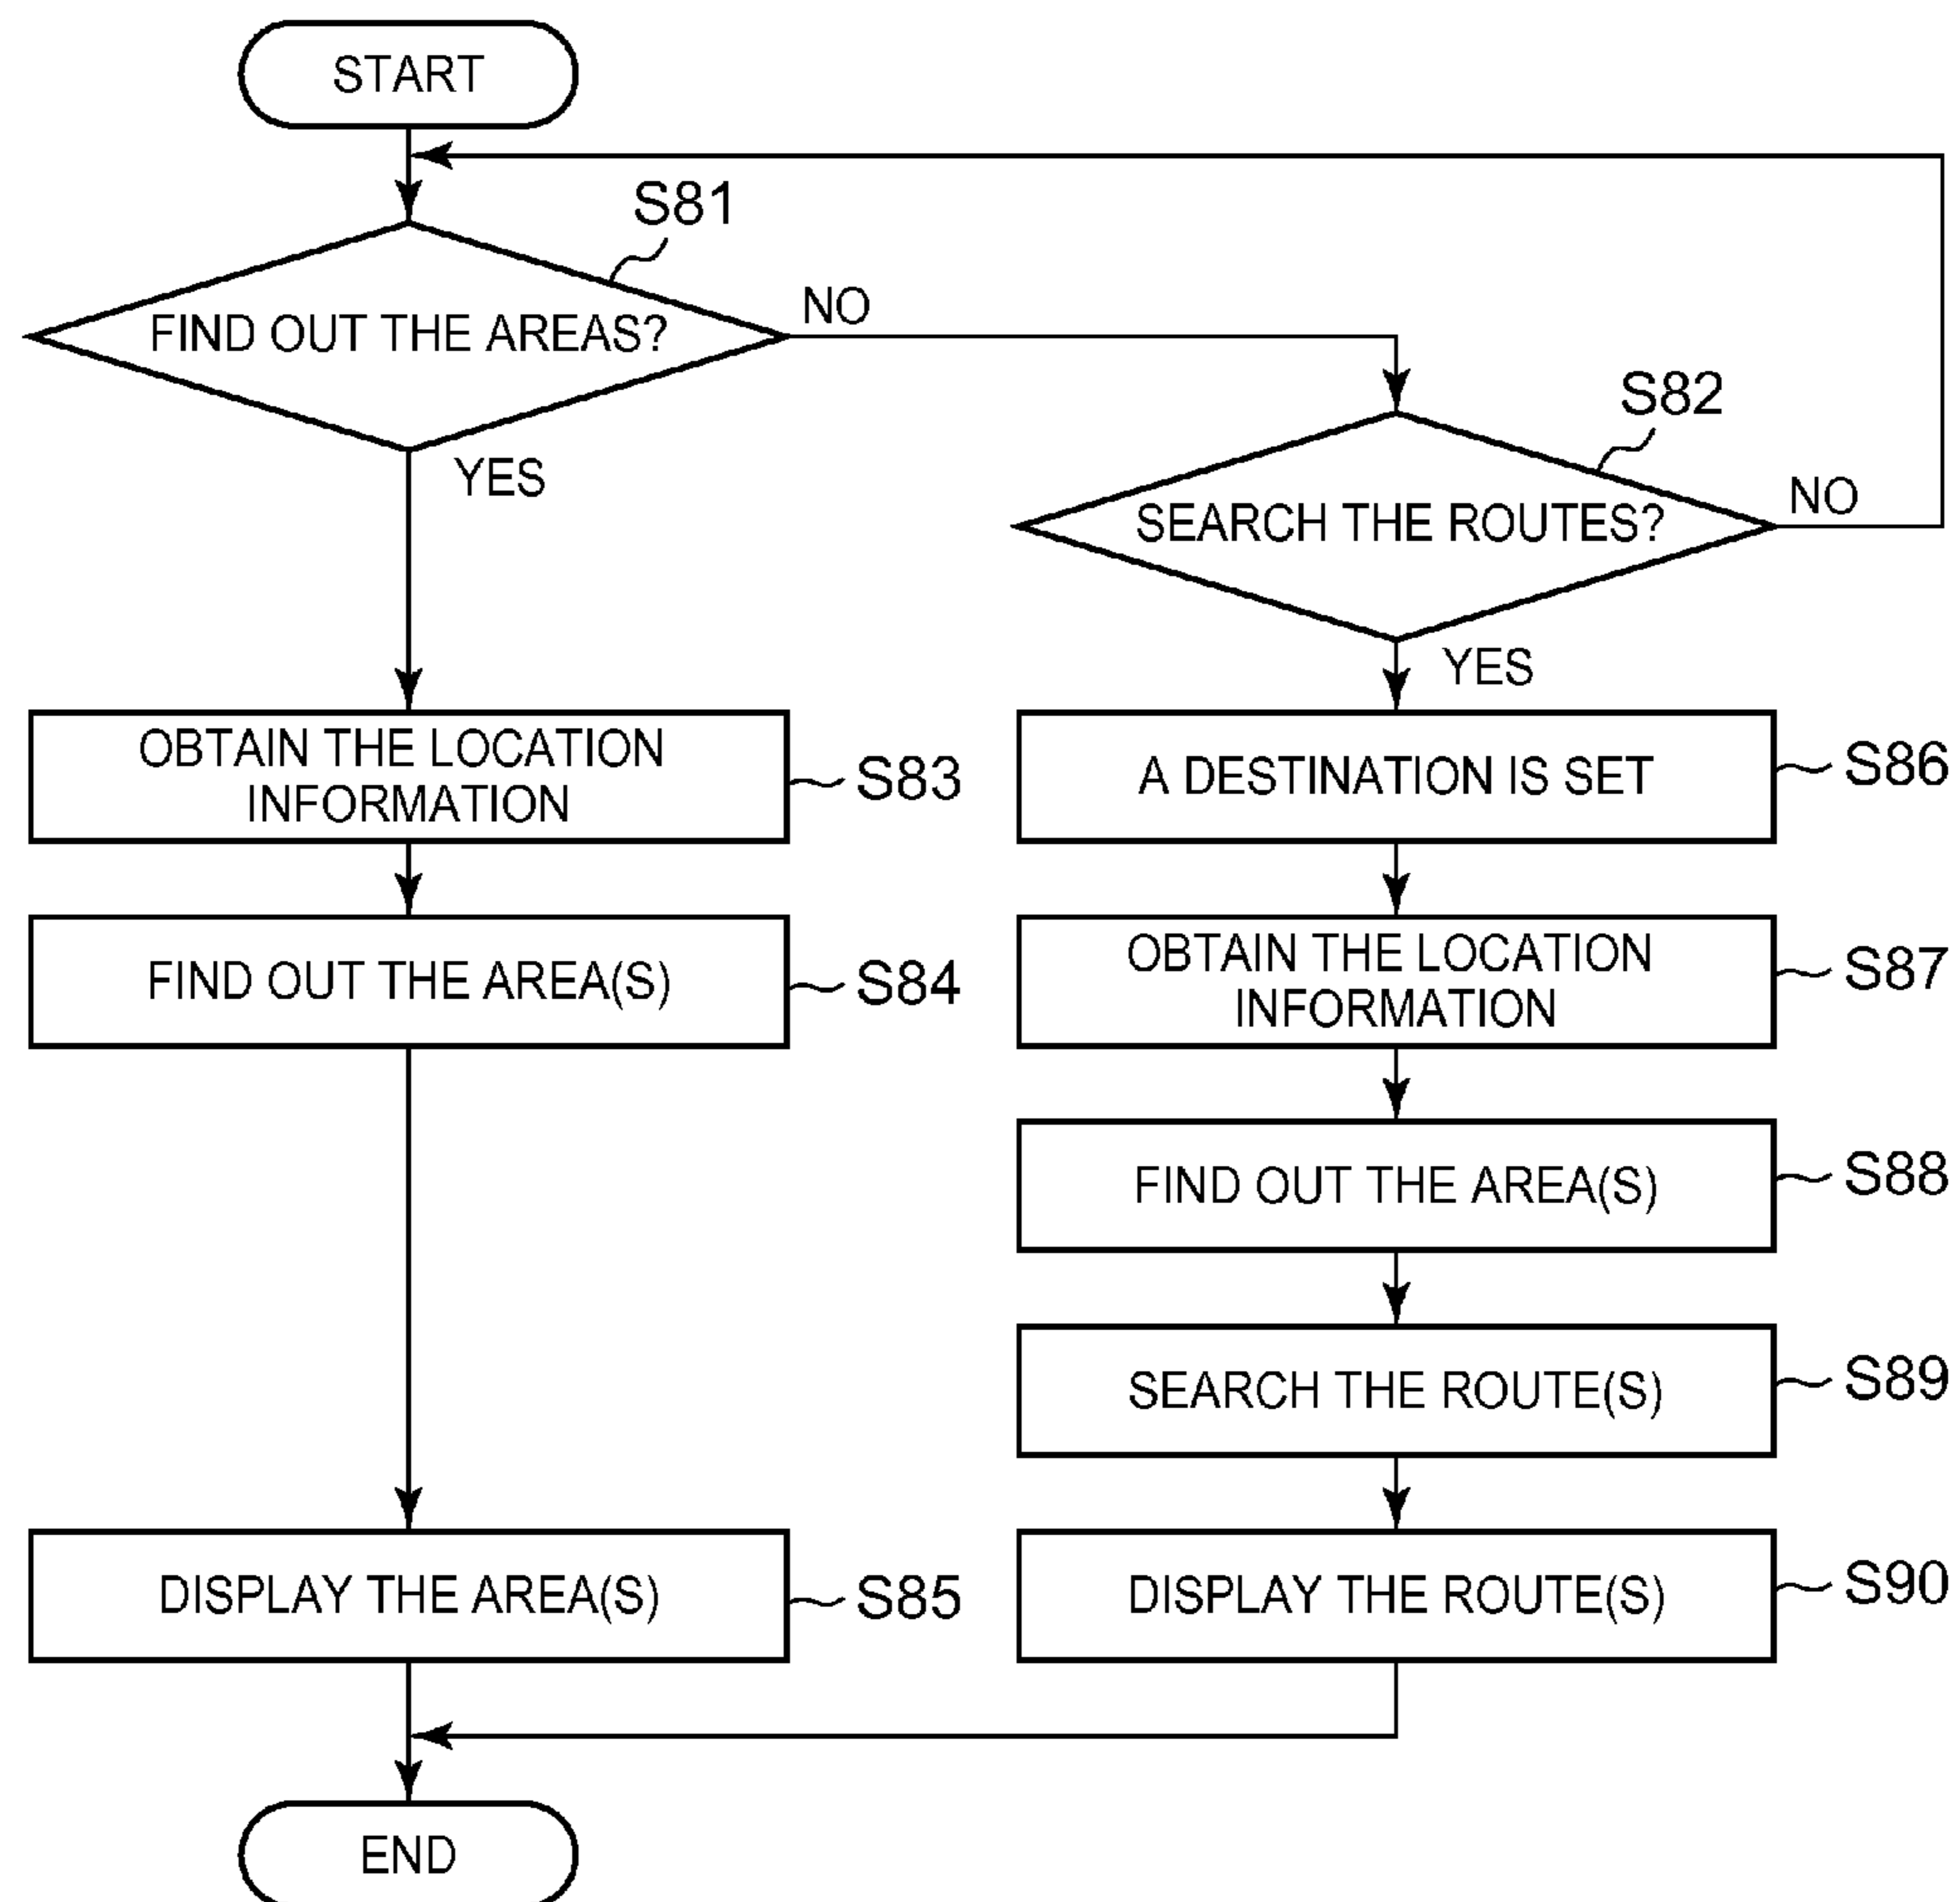 START
S81
FIND OUT THE AREAS?
NO
YES
S82
SEARCH THE ROUTES?
NO
YES
OBTAIN THE LOCATION
INFORMATION
S83
A DESTINATION IS SET
S86
FIND OUT THE AREA(S)
S84
OBTAIN THE LOCATION
INFORMATION
S87
FIND OUT THE AREA(S)
S88
SEARCH THE ROUTE(S)
S89
DISPLAY THE AREA(S)
S85
DISPLAY THE ROUTE(S)
S90
END